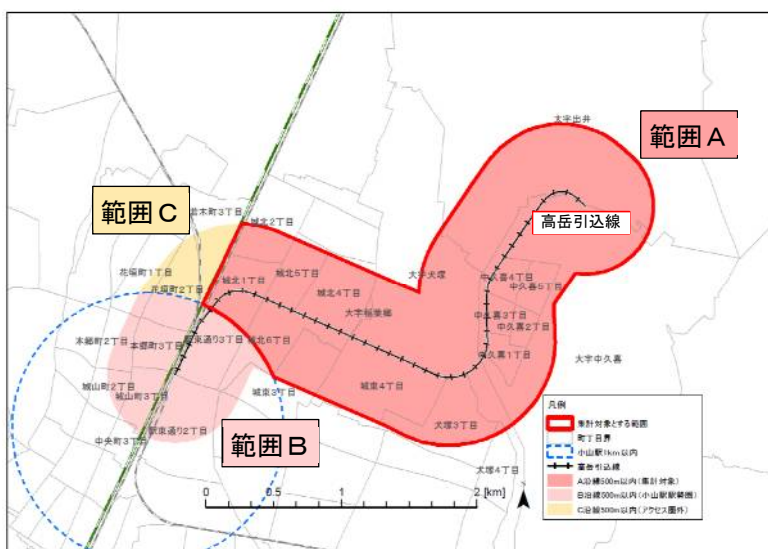 大字出井
範囲A
範囲C
若木町3丁目
城北2丁目
高岳引込線
花垣町1丁目
城北1丁目
城北5丁目
大字犬塚
中久喜4丁目
中久喜5丁目
花垣町2丁目
城北4丁目
大字稲葉郷
中久喜3丁目
中久喜2丁目
本郷町2丁目
本郷町3丁目
駅東通り3丁目
城北6丁目
中久喜1丁目
大字中久喜
城山町2丁目
城山町3丁目
城東3丁目
城東4丁目
中央町3丁目
駅東通り2丁目
範囲B
犬塚3丁目
犬塚4丁目
0 0.5 1 2 [km]
凡例
集計対象とする範囲
町丁目界
小山駅1km以内
高岳引込線
A沿線500m以内(集計対象)
B沿線500m以内(小山駅駅勢圏)
C沿線500m以内(アクセス圏外)